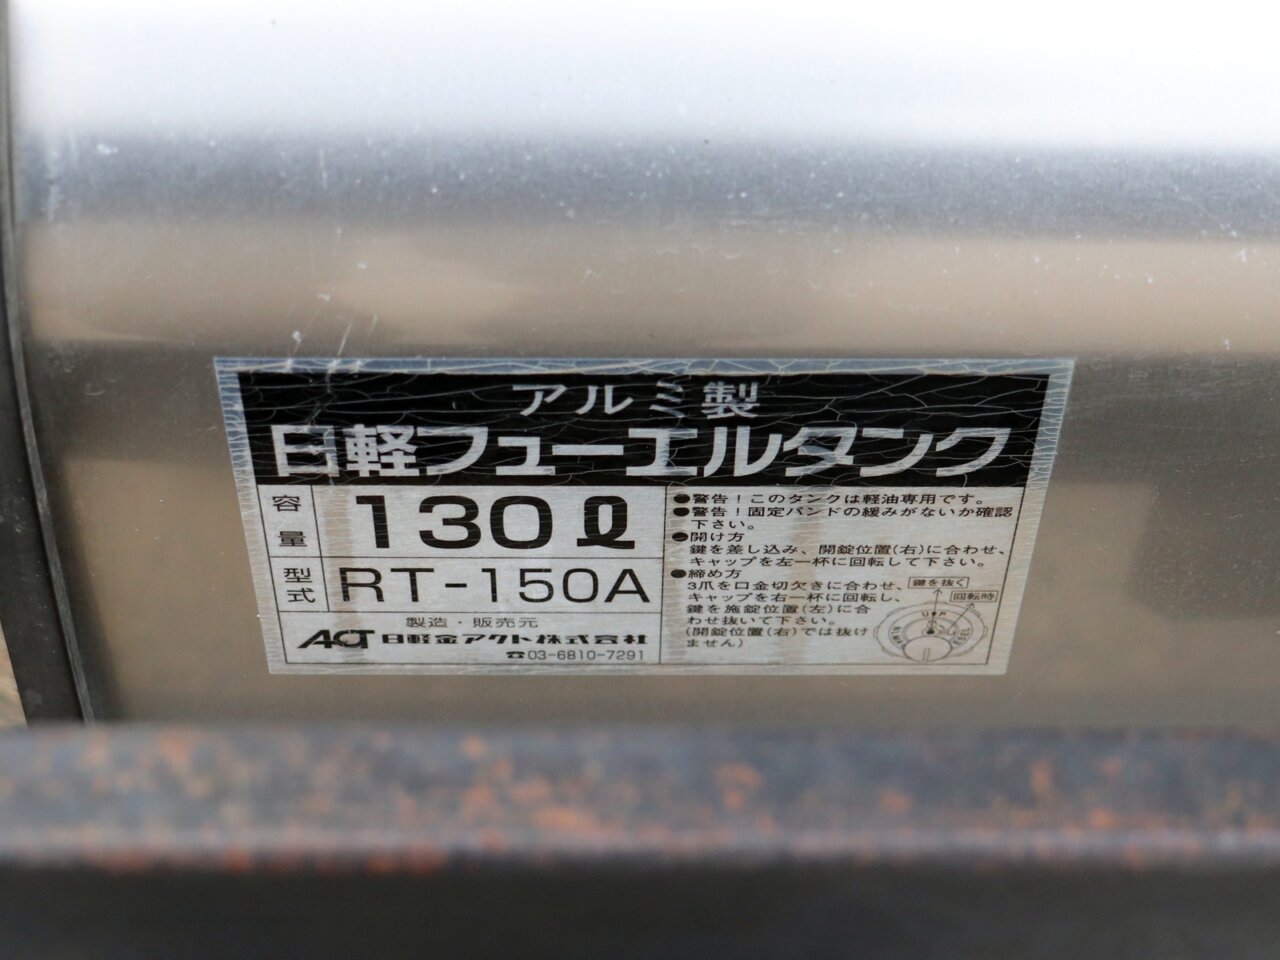 アルミ製
日軽フューエルタンク
容量
130ℓ
型式
RT-150A
製造・販売元
ACT 日軽金アクト株式会社
☎03-6810-7291
●警告！このタンクは軽油専用です。
●警告！固定バンドの緩みがないか確認
下さい。
●開け方
鍵を差し込み、開錠位置(右)に合わせ、
キャップを左一杯に回転して下さい。
●締め方
3爪を口金切欠きに合わせ、
キャップを右一杯に回転し、
鍵を施錠位置(左)に合
わせ抜いて下さい。
(開錠位置(右)では抜け
ません)
鍵を抜く
回転時